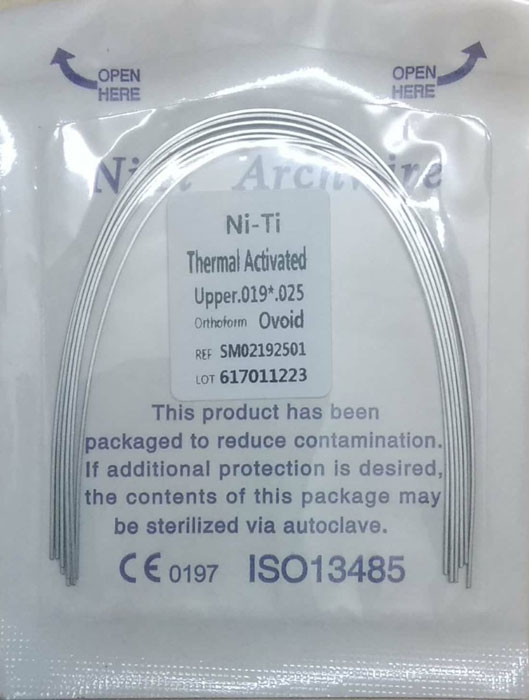 OPEN
HERE
OPEN
HERE
Archwire
Ni-Ti
Thermal Activated
Upper.019*.025
Orthoform Ovoid
REF SM02192501
LOT 617011223
This product has been
packaged to reduce contamination.
If additional protection is desired,
the contents of this package may
be sterilized via autoclave.
CE 0197 ISO13485